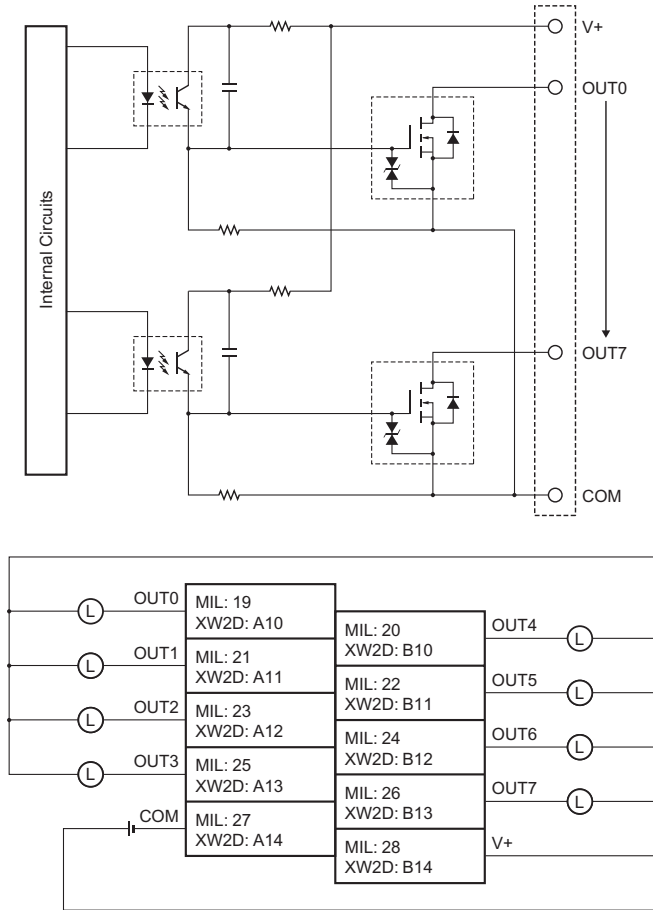 V+
OUT0
Internal Circuits
OUT7
COM
OUT0
MIL: 19
XW2D: A10
MIL: 20
XW2D: B10
OUT4
L
L
OUT1
MIL: 21
XW2D: A11
MIL: 22
XW2D: B11
OUT5
L
L
OUT2
MIL: 23
XW2D: A12
MIL: 24
XW2D: B12
OUT6
L
L
OUT3
MIL: 25
XW2D: A13
MIL: 26
XW2D: B13
OUT7
L
L
COM
MIL: 27
XW2D: A14
MIL: 28
XW2D: B14
V+